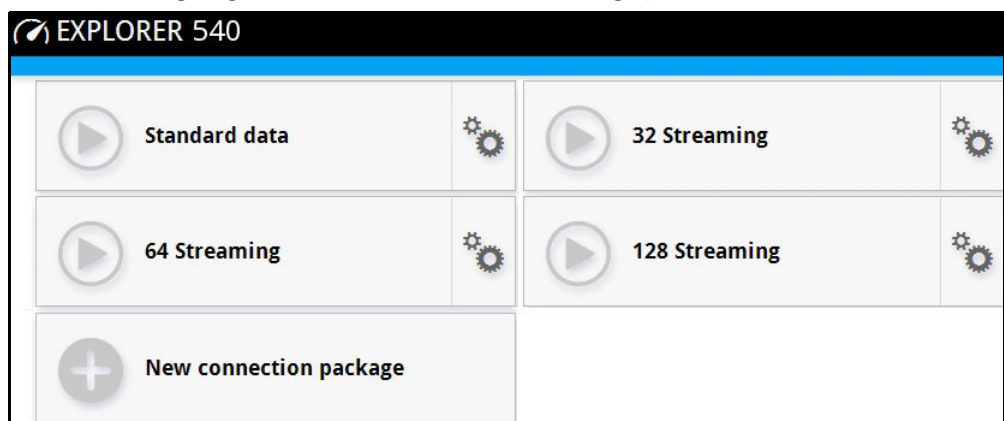 EXPLORER 540
Standard data
32 Streaming
64 Streaming
128 Streaming
New connection package